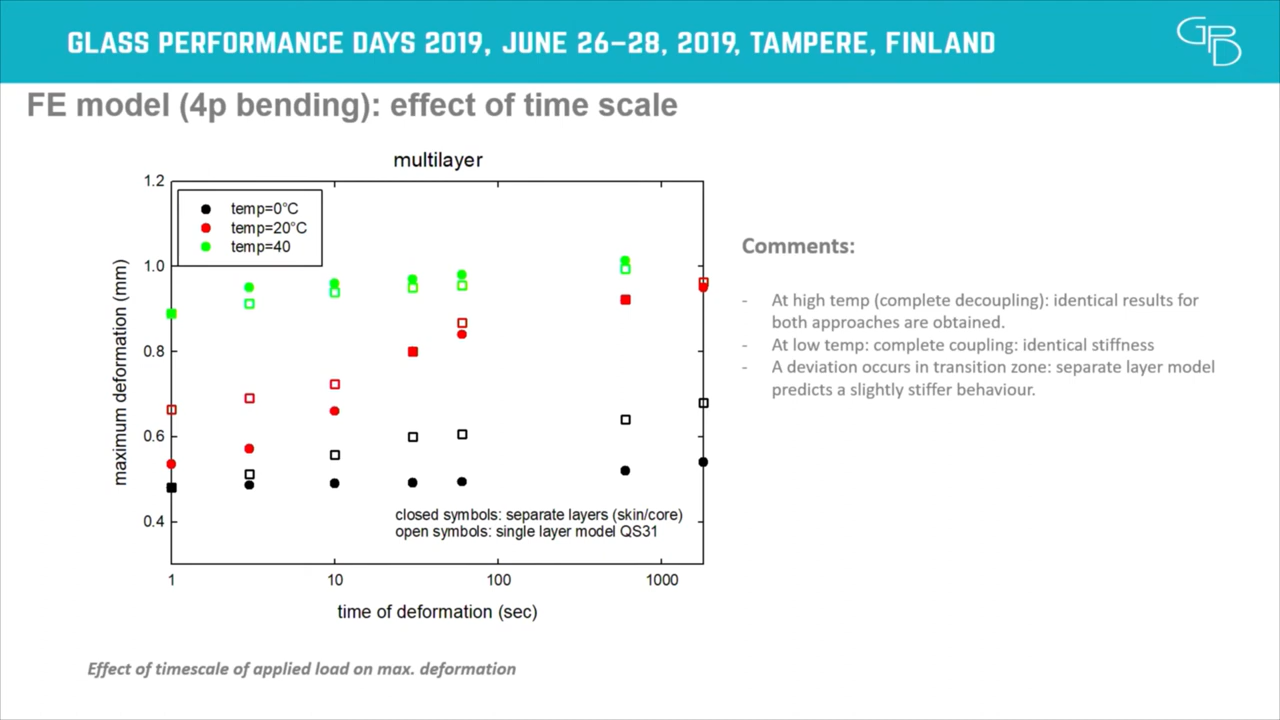 GLASS PERFORMANCE DAYS 2019, JUNE 26–28, 2019, TAMPERE, FINLAND
GPD
FE model (4p bending): effect of time scale
multilayer
1.2
1.0
0.8
0.6
0.4
maximum deformation (mm)
temp=0°C
temp=20°C
temp=40
closed symbols: separate layers (skin/core)
open symbols: single layer model QS31
1 10 100 1000
time of deformation (sec)
Effect of timescale of applied load on max. deformation
Comments:
- At high temp (complete decoupling): identical results for
both approaches are obtained.
- At low temp: complete coupling: identical stiffness
- A deviation occurs in transition zone: separate layer model
predicts a slightly stiffer behaviour.